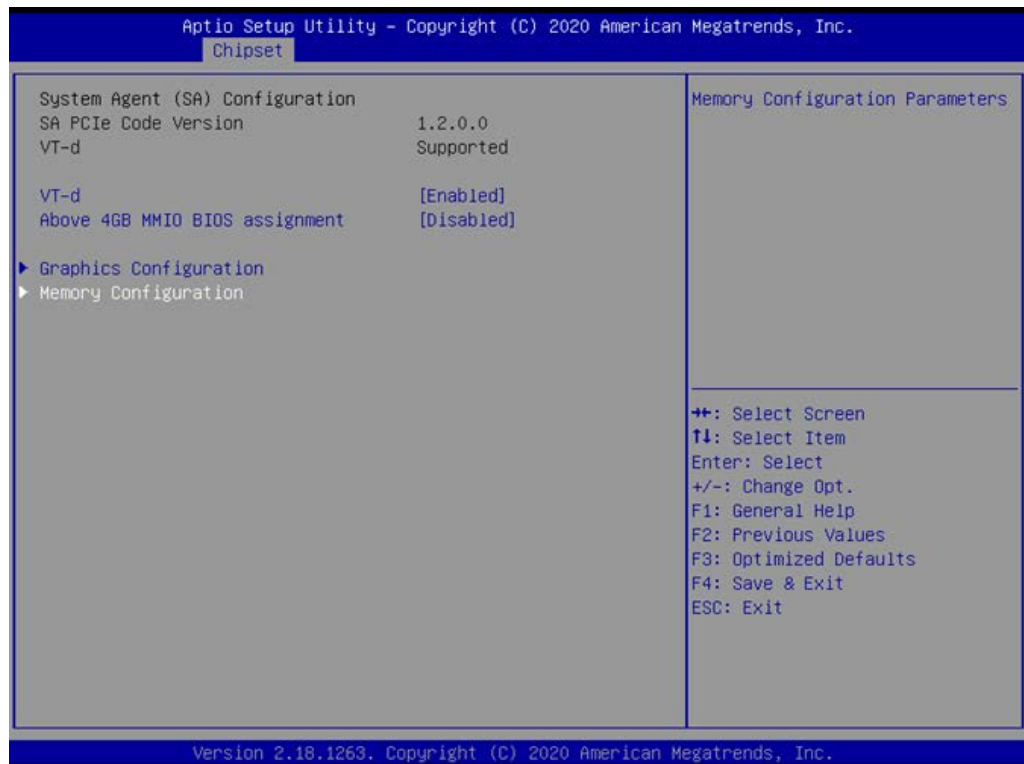 Aptio Setup Utility – Copyright (C) 2020 American Megatrends, Inc.
Chipset
System Agent (SA) Configuration
SA PCIe Code Version 1.2.0.0
VT-d Supported
VT-d [Enabled]
Above 4GB MMIO BIOS assignment [Disabled]
▶ Graphics Configuration
▶ Memory Configuration
Memory Configuration Parameters
→←: Select Screen
↑↓: Select Item
Enter: Select
+/-: Change Opt.
F1: General Help
F2: Previous Values
F3: Optimized Defaults
F4: Save & Exit
ESC: Exit
Version 2.18.1263. Copyright (C) 2020 American Megatrends, Inc.